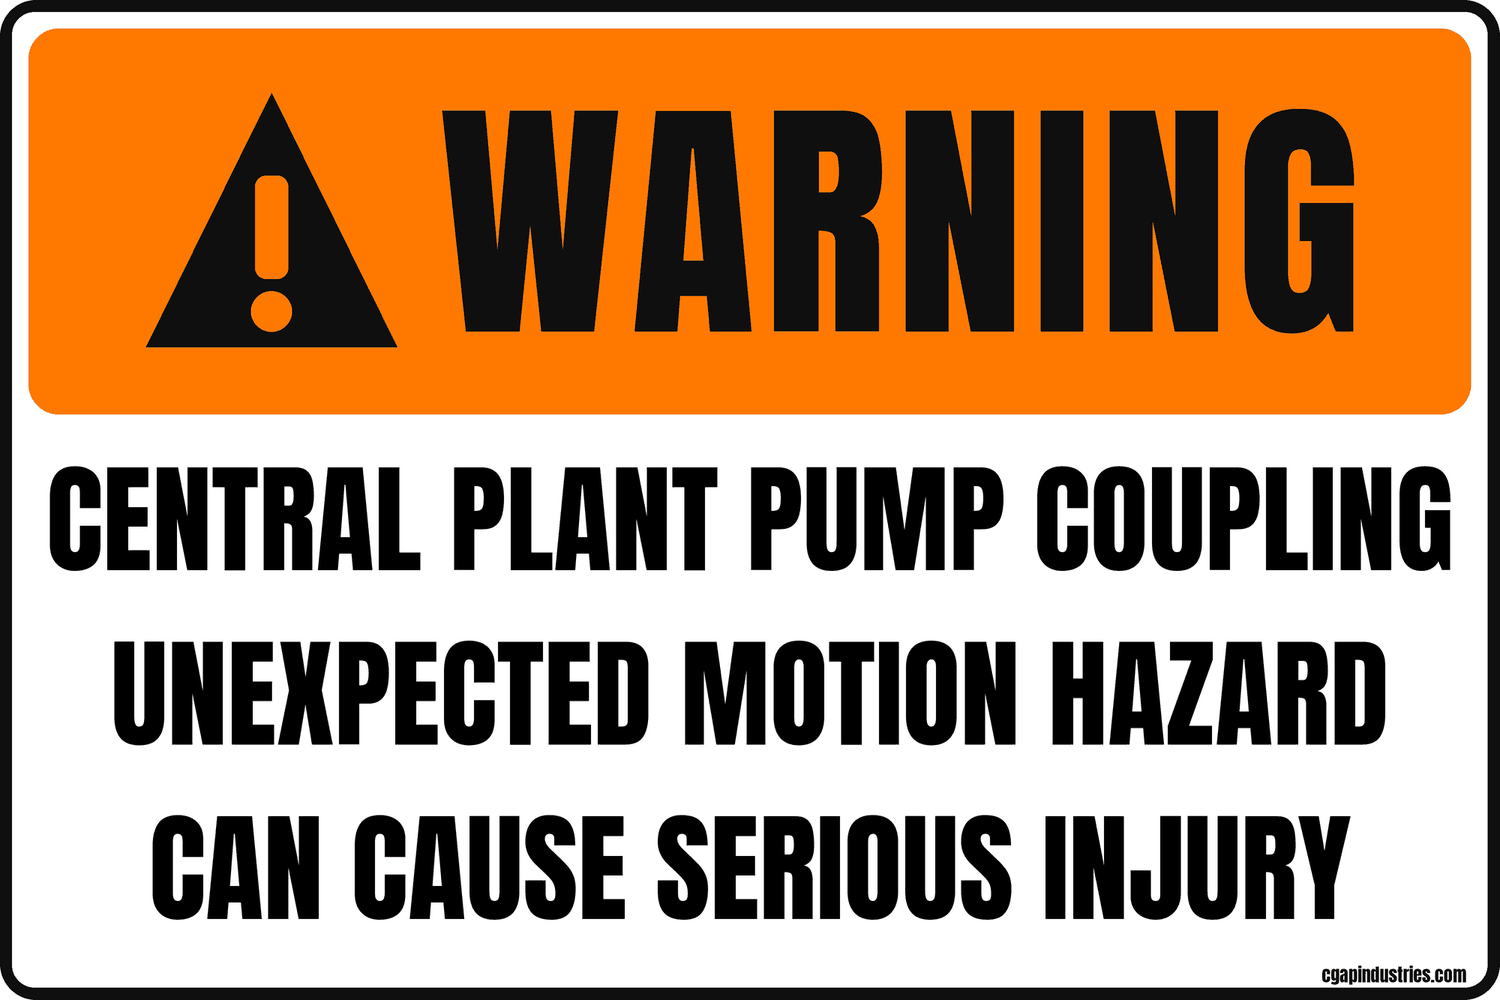 WARNING
CENTRAL PLANT PUMP COUPLING
UNEXPECTED MOTION HAZARD
CAN CAUSE SERIOUS INJURY
cgapindustries.com